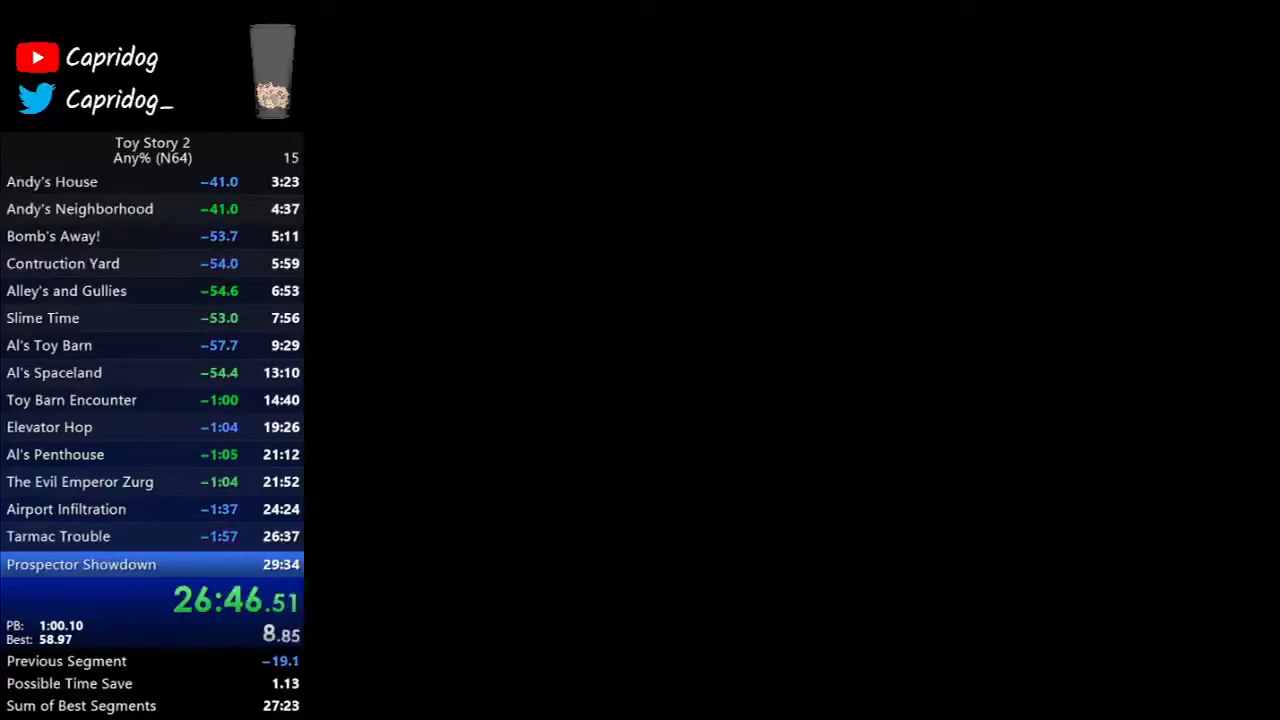 Capridog
Capridog_
Toy Story 2
Any% (N64) 15
Andy's House −41.0 3:23
Andy's Neighborhood −41.0 4:37
Bomb's Away! −53.7 5:11
Contruction Yard −54.0 5:59
Alley's and Gullies −54.6 6:53
Slime Time −53.0 7:56
Al's Toy Barn −57.7 9:29
Al's Spaceland −54.4 13:10
Toy Barn Encounter −1:00 14:40
Elevator Hop −1:04 19:26
Al's Penthouse −1:05 21:12
The Evil Emperor Zurg −1:04 21:52
Airport Infiltration −1:37 24:24
Tarmac Trouble −1:57 26:37
Prospector Showdown 29:34
26:46.51
PB: 1:00.10
Best: 58.97 8.85
Previous Segment −19.1
Possible Time Save 1.13
Sum of Best Segments 27:23